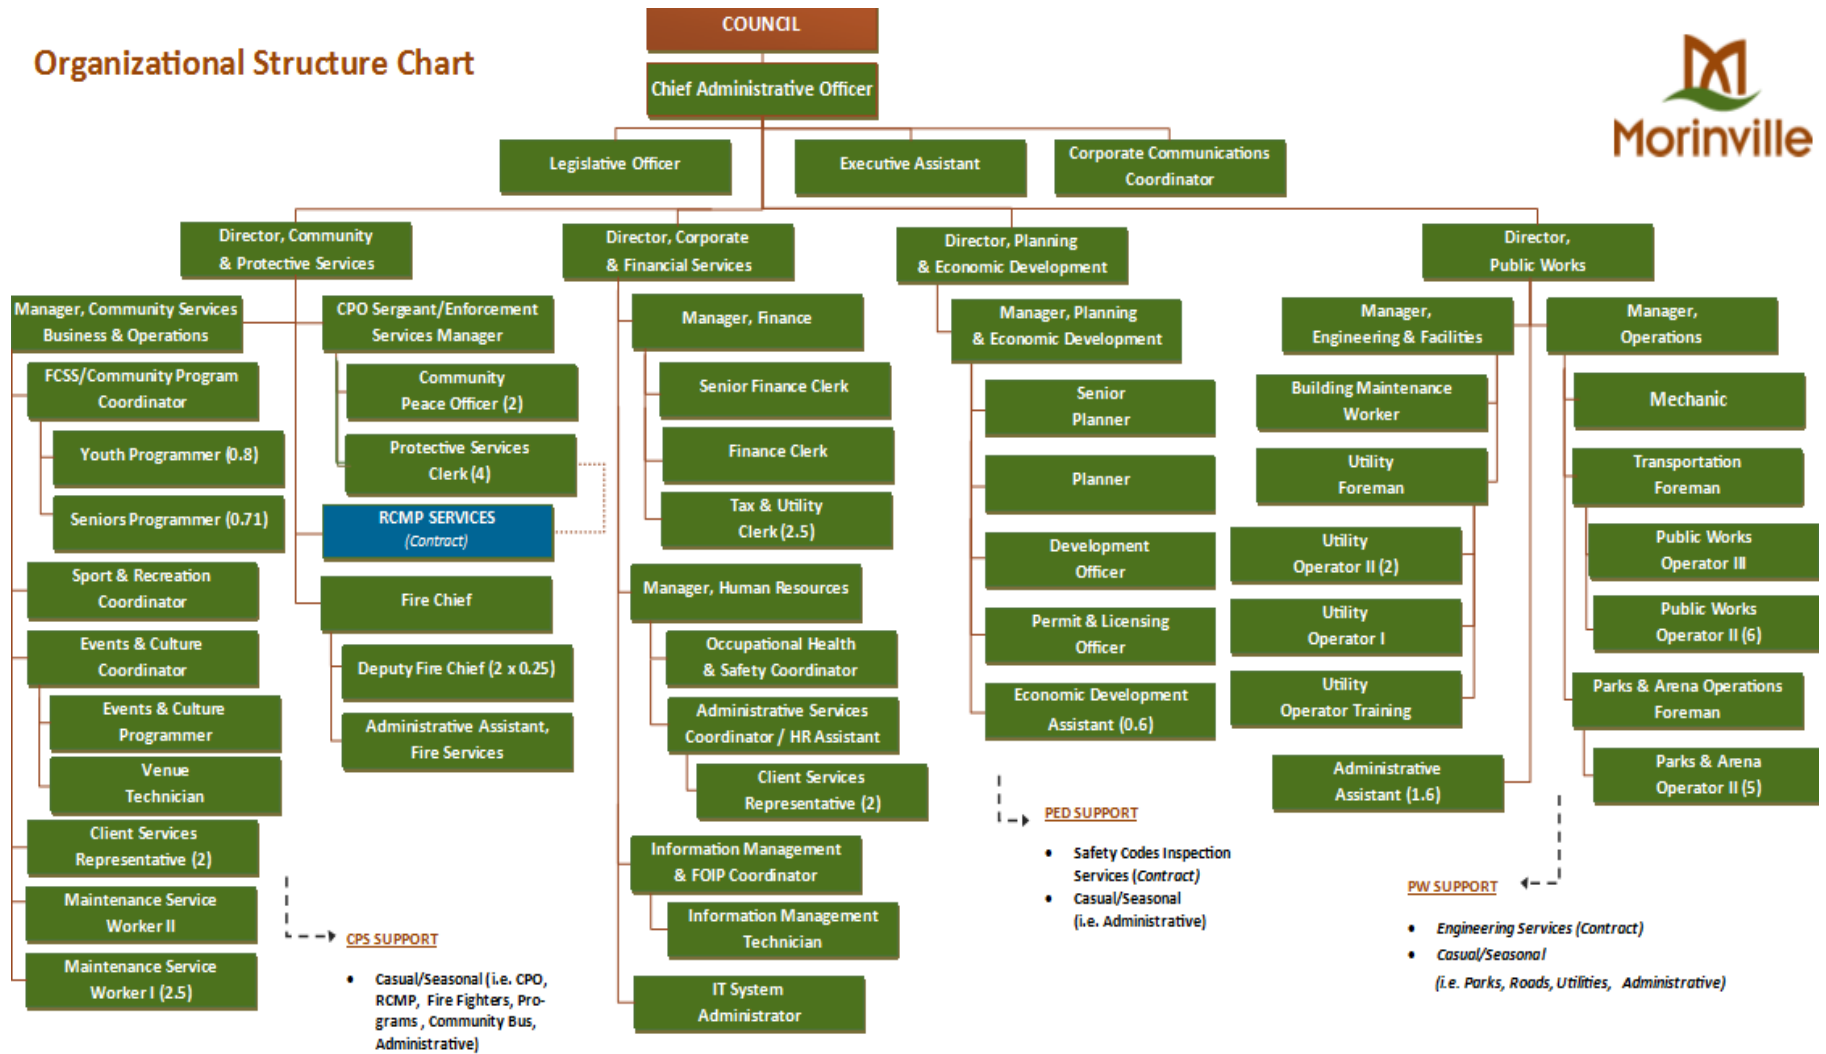 COUNCIL
Organizational Structure Chart
Chief Administrative Officer
Morinville
Legislative Officer
Executive Assistant
Corporate Communications
Coordinator
Director, Community
& Protective Services
Director, Corporate
& Financial Services
Director, Planning
& Economic Development
Director,
Public Works
Manager, Community Services
Business & Operations
FCSS/Community Program
Coordinator
Youth Programmer (0.8)
Seniors Programmer (0.71)
Sport & Recreation
Coordinator
Events & Culture
Coordinator
Events & Culture
Programmer
Venue
Technician
Client Services
Representative (2)
Maintenance Service
Worker II
Maintenance Service
Worker I (2.5)
CPO Sergeant/Enforcement
Services Manager
Community
Peace Officer (2)
Protective Services
Clerk (4)
RCMP SERVICES
(Contract)
Fire Chief
Deputy Fire Chief (2 x 0.25)
Administrative Assistant,
Fire Services
CPS SUPPORT
• Casual/Seasonal (i.e. CPO,
RCMP, Fire Fighters, Pro-
grams , Community Bus,
Administrative)
Manager, Finance
Senior Finance Clerk
Finance Clerk
Tax & Utility
Clerk (2.5)
Manager, Human Resources
Occupational Health
& Safety Coordinator
Administrative Services
Coordinator / HR Assistant
Client Services
Representative (2)
Information Management
& FOIP Coordinator
Information Management
Technician
IT System
Administrator
Manager, Planning
& Economic Development
Senior
Planner
Planner
Development
Officer
Permit & Licensing
Officer
Economic Development
Assistant (0.6)
PED SUPPORT
• Safety Codes Inspection
Services (Contract)
• Casual/Seasonal
(i.e. Administrative)
Manager,
Engineering & Facilities
Building Maintenance
Worker
Utility
Foreman
Utility
Operator II (2)
Utility
Operator I
Utility
Operator Training
Administrative
Assistant (1.6)
Manager,
Operations
Mechanic
Transportation
Foreman
Public Works
Operator III
Public Works
Operator II (6)
Parks & Arena Operations
Foreman
Parks & Arena
Operator II (5)
PW SUPPORT
• Engineering Services (Contract)
• Casual/Seasonal
(i.e. Parks, Roads, Utilities, Administrative)